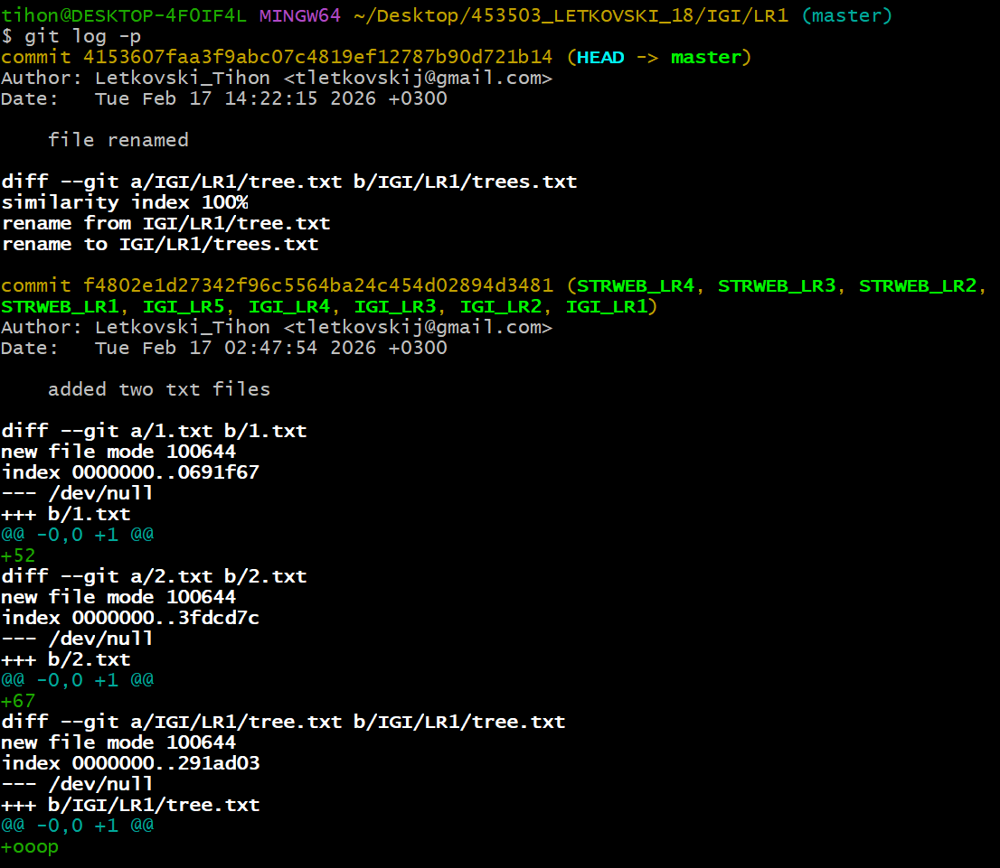 tihon@DESKTOP-4F0IF4L MINGW64 ~/Desktop/453503_LETKOVSKI_18/IGI/LR1 (master)
$ git log -p
commit 4153607faa3f9abc07c4819ef12787b90d721b14 (HEAD -> master)
Author: Letkovski_Tihon <tletkovskij@gmail.com>
Date:   Tue Feb 17 14:22:15 2026 +0300

    file renamed

diff --git a/IGI/LR1/tree.txt b/IGI/LR1/trees.txt
similarity index 100%
rename from IGI/LR1/tree.txt
rename to IGI/LR1/trees.txt

commit f4802e1d27342f96c5564ba24c454d02894d3481 (STRWEB_LR4, STRWEB_LR3, STRWEB_LR2,
STRWEB_LR1, IGI_LR5, IGI_LR4, IGI_LR3, IGI_LR2, IGI_LR1)
Author: Letkovski_Tihon <tletkovskij@gmail.com>
Date:   Tue Feb 17 02:47:54 2026 +0300

    added two txt files

diff --git a/1.txt b/1.txt
new file mode 100644
index 0000000..0691f67
--- /dev/null
+++ b/1.txt
@@ -0,0 +1 @@
+52
diff --git a/2.txt b/2.txt
new file mode 100644
index 0000000..3fdcd7c
--- /dev/null
+++ b/2.txt
@@ -0,0 +1 @@
+67
diff --git a/IGI/LR1/tree.txt b/IGI/LR1/tree.txt
new file mode 100644
index 0000000..291ad03
--- /dev/null
+++ b/IGI/LR1/tree.txt
@@ -0,0 +1 @@
+ooop